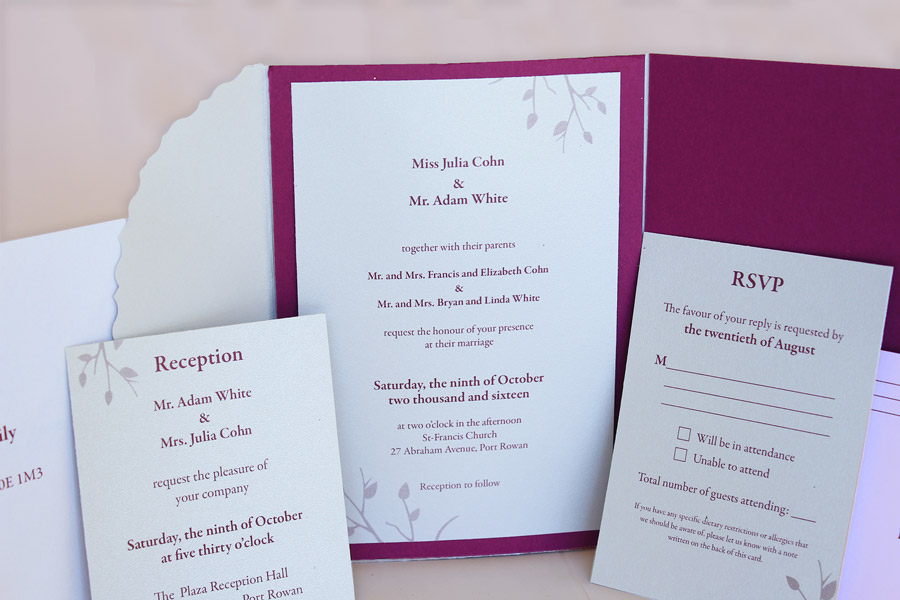 Miss Julia Cohn
&
Mr. Adam White
together with their parents
Mr. and Mrs. Francis and Elizabeth Cohn
&
Mr. and Mrs. Bryan and Linda White
request the honour of your presence
at their marriage
Saturday, the ninth of October
two thousand and sixteen
at two o'clock in the afternoon
St-Francis Church
27 Abraham Avenue, Port Rowan
Reception to follow
Reception
Mr. Adam White
&
Mrs. Julia Cohn
request the pleasure of
your company
Saturday, the ninth of October
at five thirty o'clock
The Plaza Reception Hall
Port Rowan
RSVP
The favour of your reply is requested by
the twentieth of August
M
Will be in attendance
Unable to attend
Total number of guests attending:
If you have any specific dietary restrictions or allergies that
we should be aware of, please let us know with a note
written on the back of this card.
ily
0E 1M3